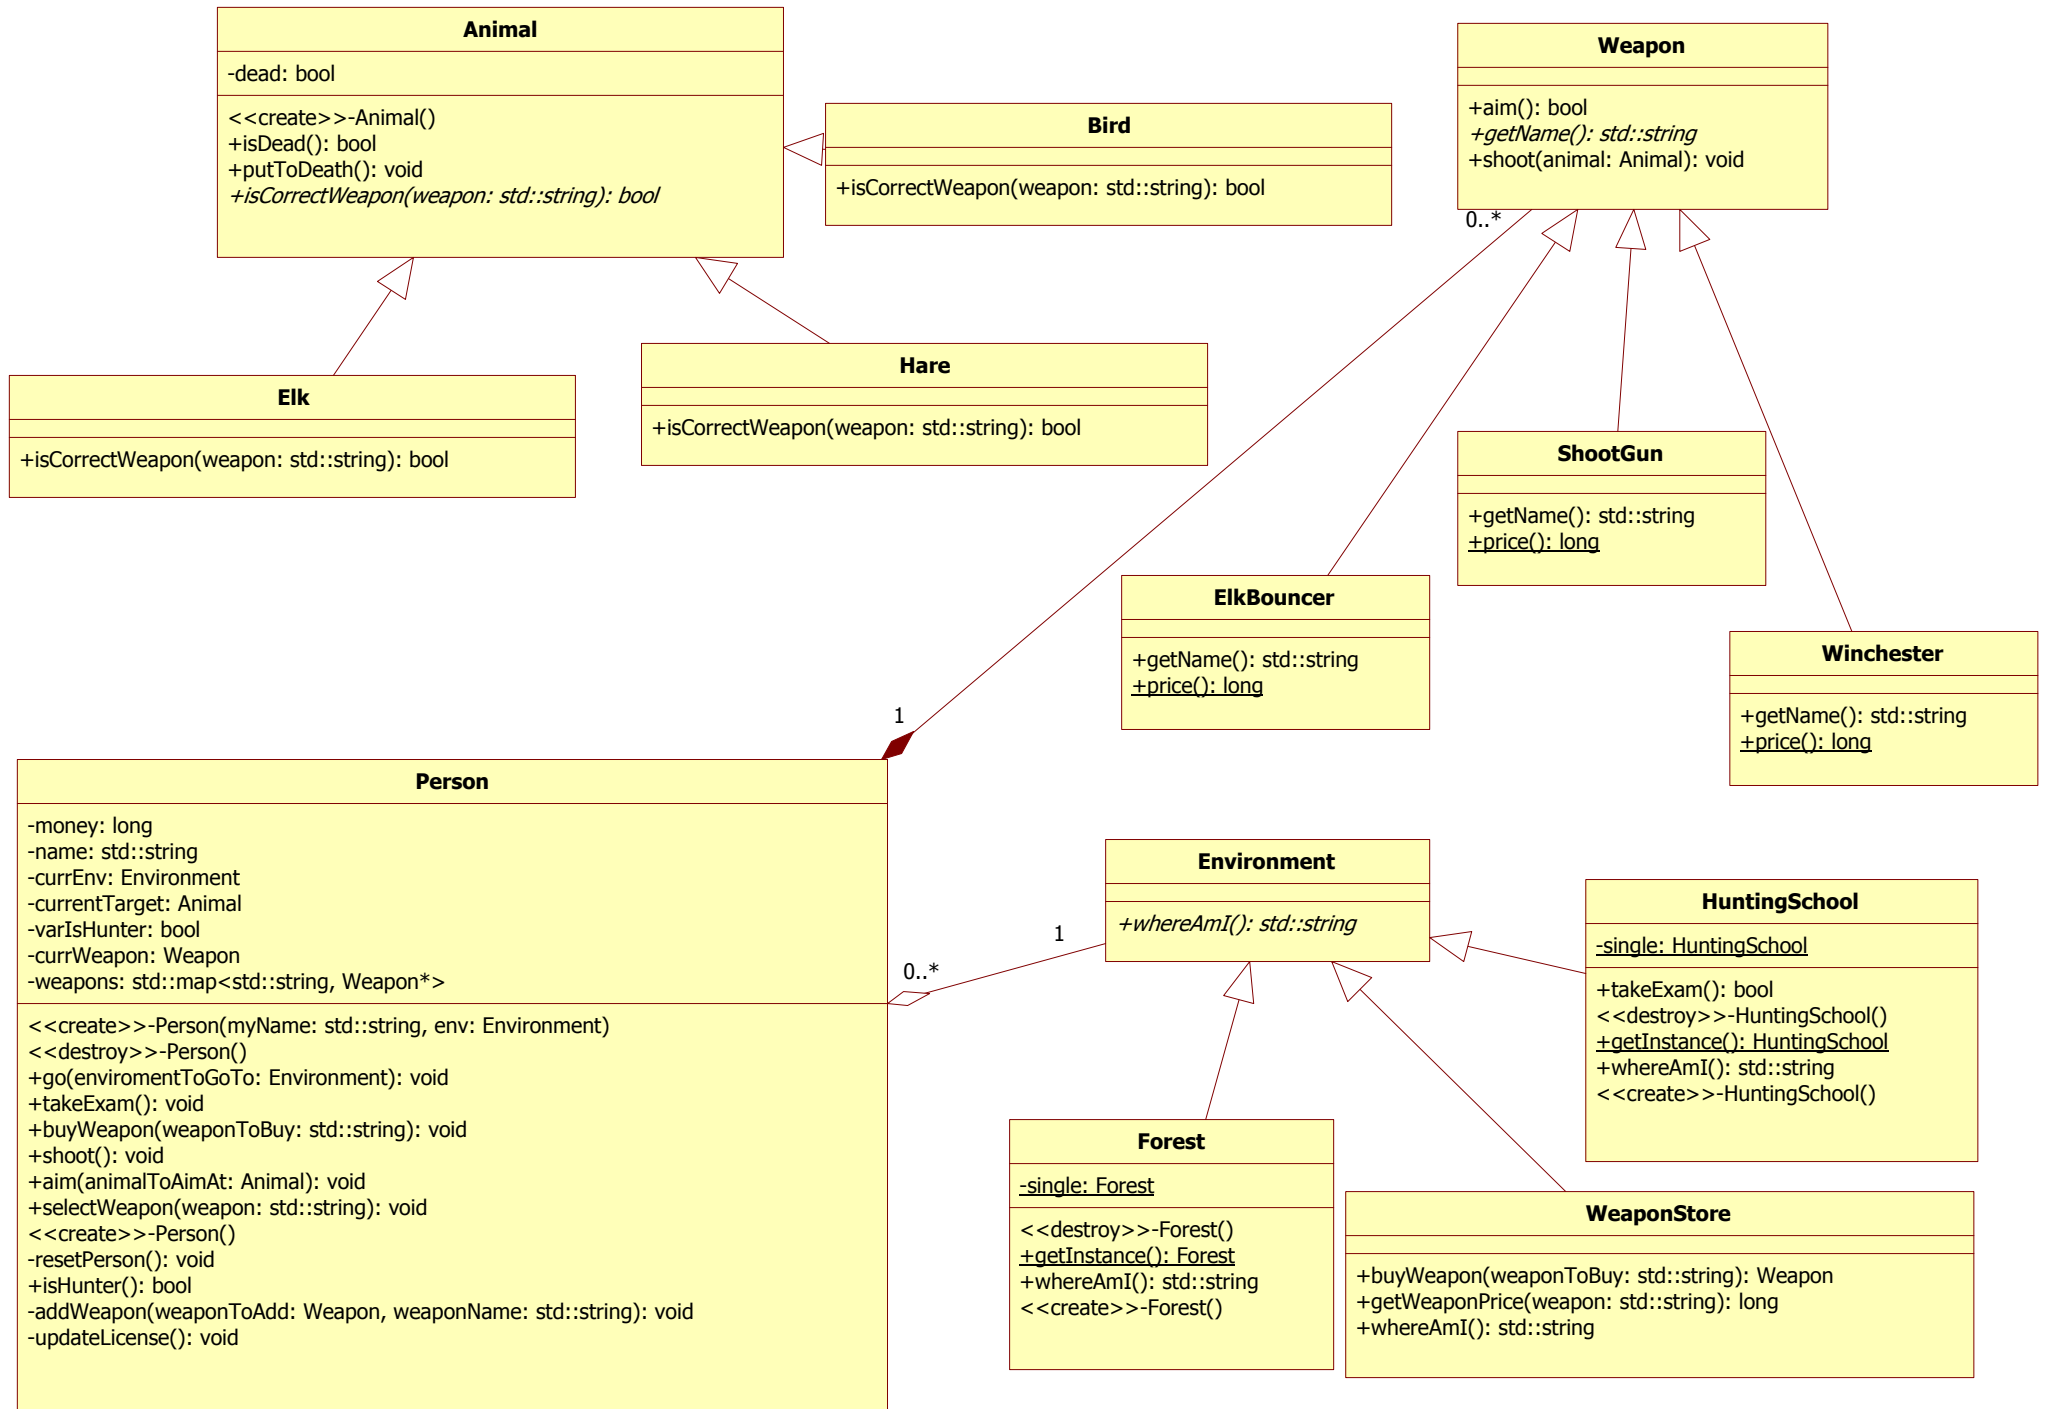 Animal
-dead: bool
<<create>>-Animal()
+isDead(): bool
+putToDeath(): void
+isCorrectWeapon(weapon: std::string): bool
Bird
+isCorrectWeapon(weapon: std::string): bool
Weapon
+aim(): bool
+getName(): std::string
+shoot(animal: Animal): void
0..*
Elk
+isCorrectWeapon(weapon: std::string): bool
Hare
+isCorrectWeapon(weapon: std::string): bool
ShootGun
+getName(): std::string
+price(): long
ElkBouncer
+getName(): std::string
+price(): long
Winchester
+getName(): std::string
+price(): long
1
Person
-money: long
-name: std::string
-currEnv: Environment
-currentTarget: Animal
-varIsHunter: bool
-currWeapon: Weapon
-weapons: std::map<std::string, Weapon*>
<<create>>-Person(myName: std::string, env: Environment)
<<destroy>>-Person()
+go(enviromentToGoTo: Environment): void
+takeExam(): void
+buyWeapon(weaponToBuy: std::string): void
+shoot(): void
+aim(animalToAimAt: Animal): void
+selectWeapon(weapon: std::string): void
<<create>>-Person()
-resetPerson(): void
+isHunter(): bool
-addWeapon(weaponToAdd: Weapon, weaponName: std::string): void
-updateLicense(): void
0..*
1
Environment
+whereAmI(): std::string
HuntingSchool
-single: HuntingSchool
+takeExam(): bool
<<destroy>>-HuntingSchool()
+getInstance(): HuntingSchool
+whereAmI(): std::string
<<create>>-HuntingSchool()
Forest
-single: Forest
<<destroy>>-Forest()
+getInstance(): Forest
+whereAmI(): std::string
<<create>>-Forest()
WeaponStore
+buyWeapon(weaponToBuy: std::string): Weapon
+getWeaponPrice(weapon: std::string): long
+whereAmI(): std::string